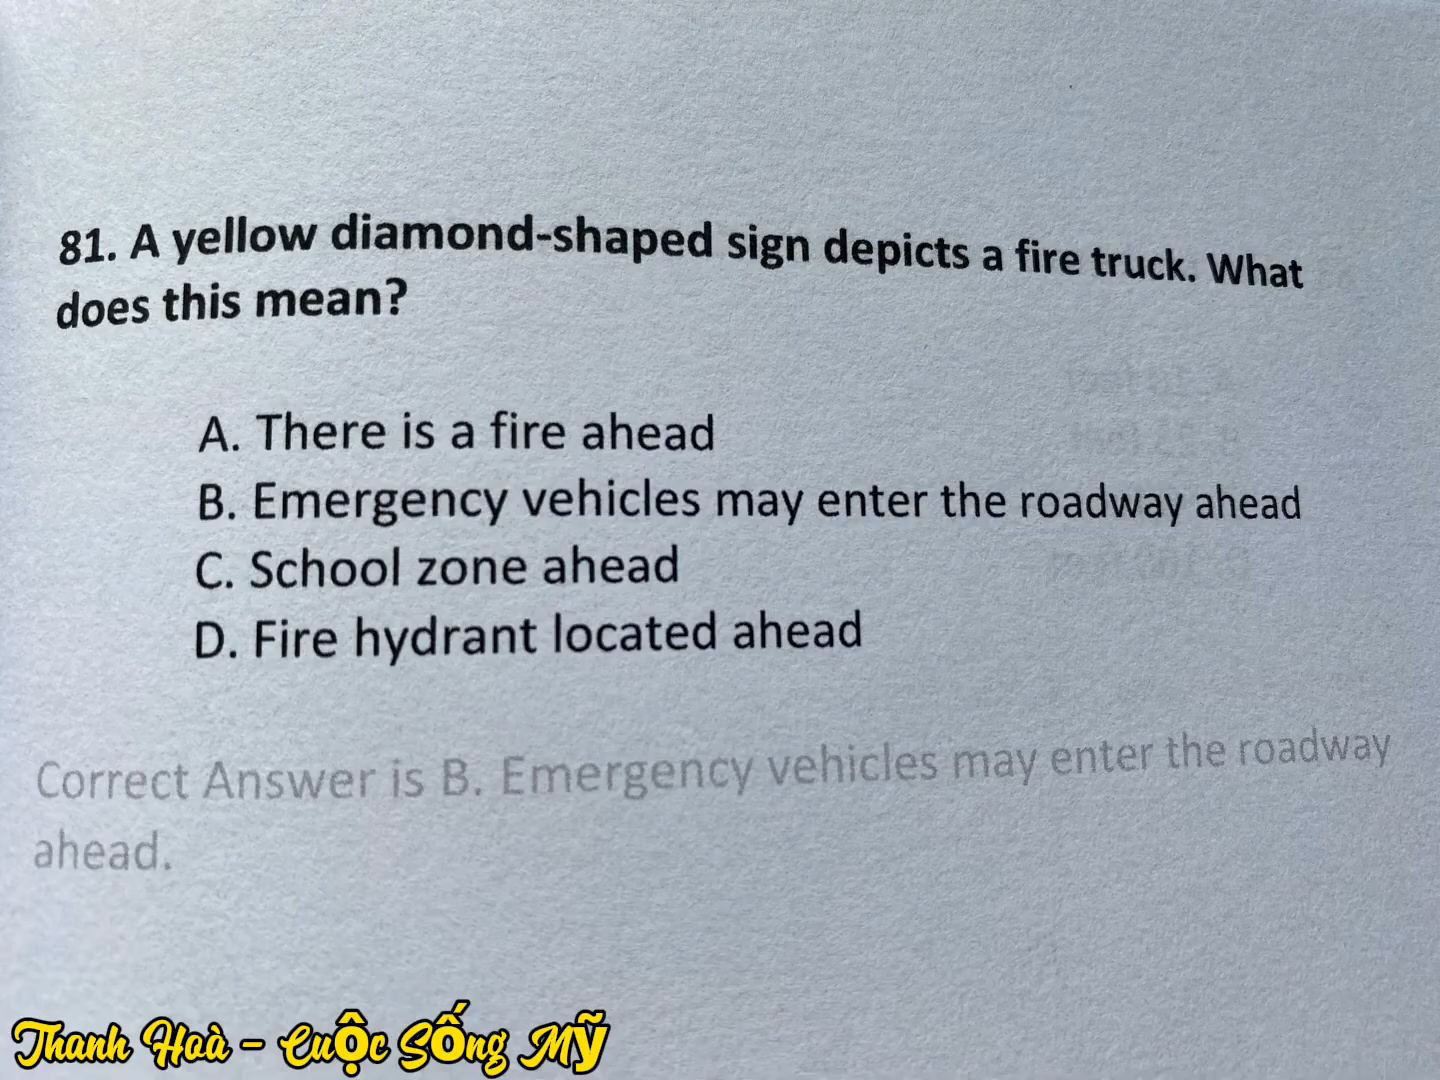 81. A yellow diamond-shaped sign depicts a fire truck. What
does this mean?
A. There is a fire ahead
B. Emergency vehicles may enter the roadway ahead
C. School zone ahead
D. Fire hydrant located ahead
Correct Answer is B. Emergency vehicles may enter the roadway
ahead.
Thanh Hoà - Cuộc Sống Mỹ